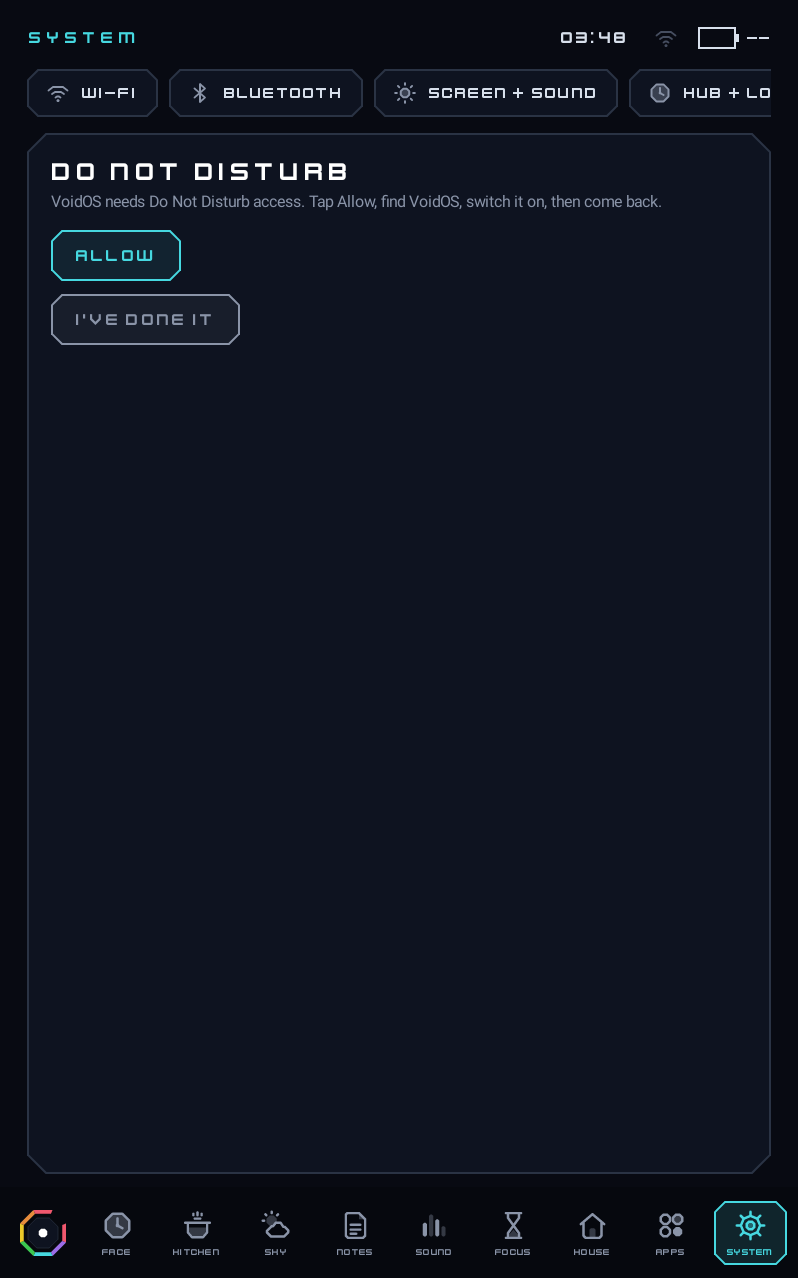 SYSTEM
03:48
--
WI-FI
BLUETOOTH
SCREEN + SOUND
HUB + LO
DO NOT DISTURB
VoidOS needs Do Not Disturb access. Tap Allow, find VoidOS, switch it on, then come back.
ALLOW
I'VE DONE IT
FACE
KITCHEN
SKY
NOTES
SOUND
FOCUS
HOUSE
APPS
SYSTEM